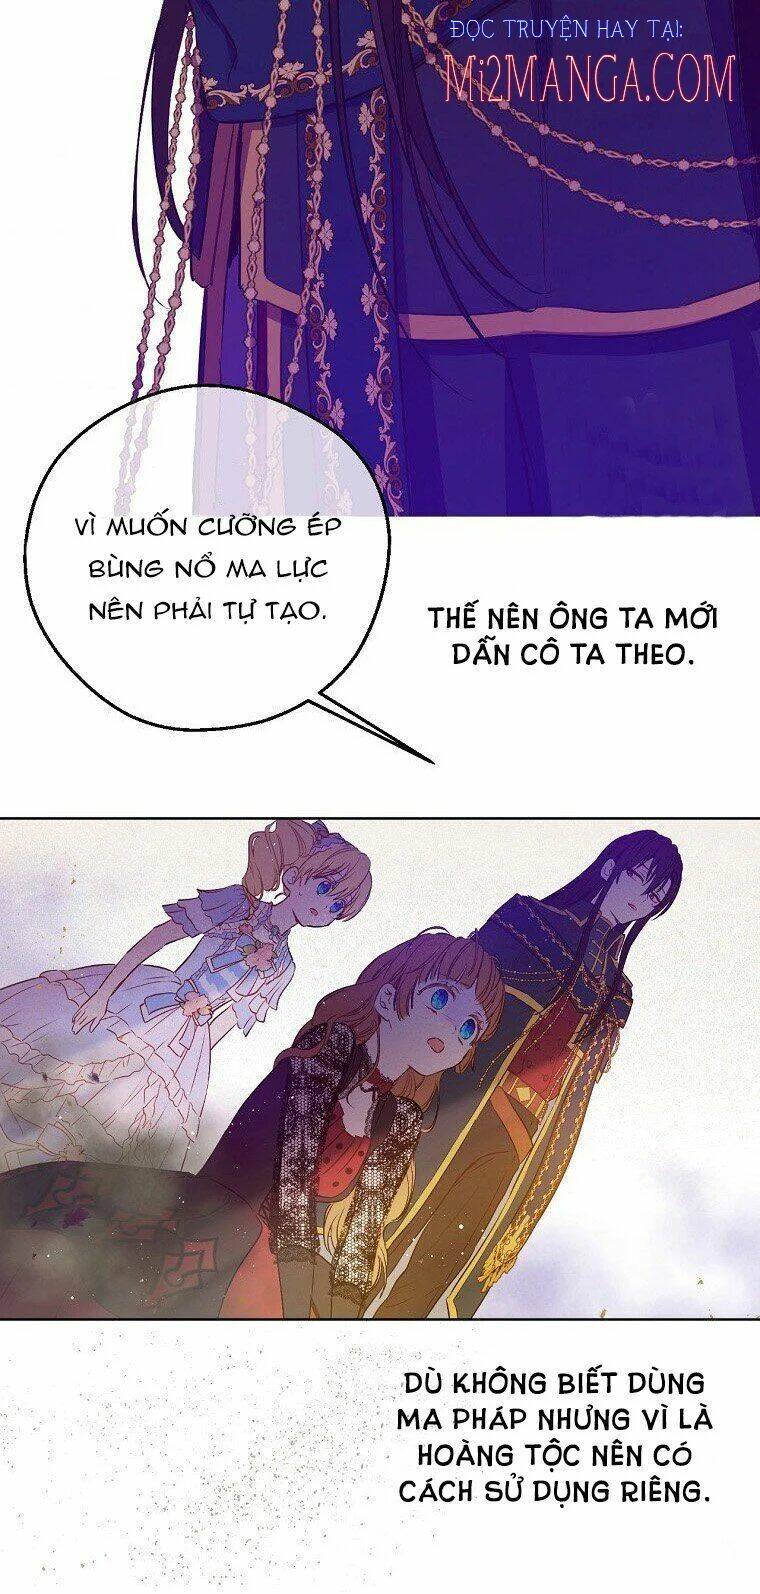 ĐỌC TRUYỆN HAY TẠI:
MI2MANGA.COM
VÌ MUỐN CƯỠNG ÉP
BÙNG NỔ MA LỰC
NÊN PHẢI TỰ TẠO.
THẾ NÊN ÔNG TA MỚI
DẪN CÔ TA THEO.
DÙ KHÔNG BIẾT DÙNG
MA PHÁP NHƯNG VÌ LÀ
HOÀNG TỘC NÊN CÓ
CÁCH SỬ DỤNG RIÊNG.